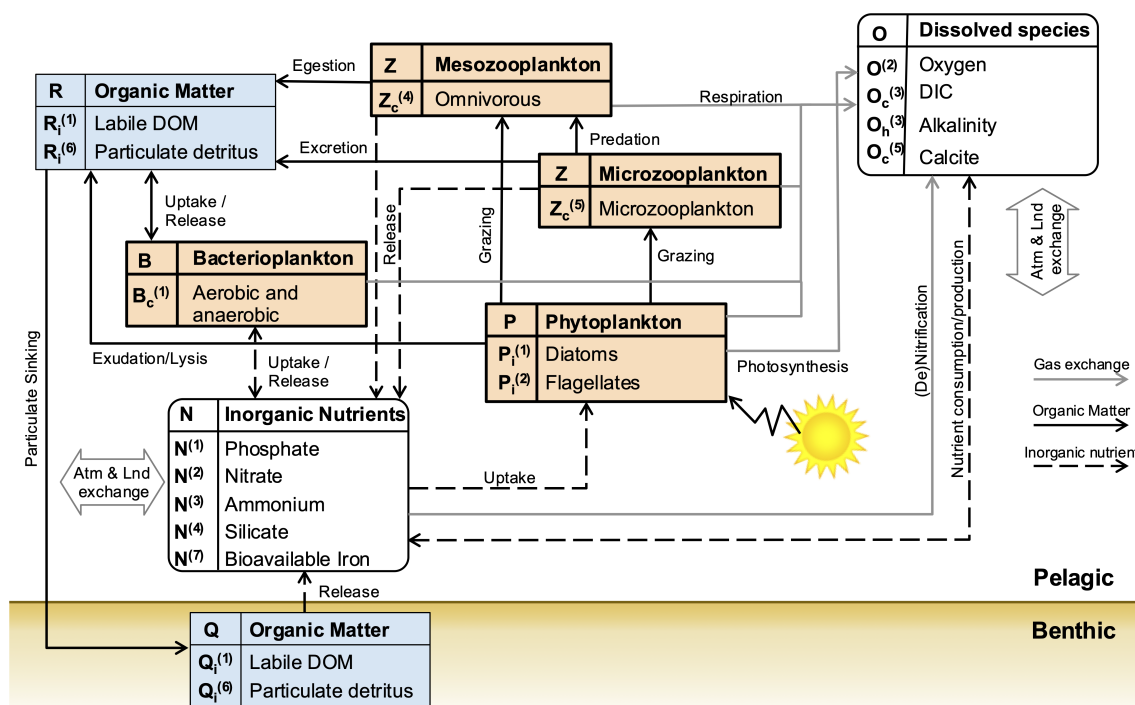 O Dissolved species
O(2) Oxygen
Oc(3) DIC
Oh(3) Alkalinity
Oc(5) Calcite
Z Mesozooplankton
Zc(4) Omnivorous
Egestion
Respiration
R Organic Matter
Ri(1) Labile DOM
Ri(6) Particulate detritus
Excretion
Predation
Z Microzooplankton
Zc(5) Microzooplankton
Uptake /
Release
Release
Grazing
Grazing
Atm & Lnd
exchange
B Bacterioplankton
Bc(1) Aerobic and
anaerobic
P Phytoplankton
Pi(1) Diatoms
Pi(2) Flagellates
Exudation/Lysis
Uptake /
Release
Photosynthesis
(De)Nitrification
Nutrient consumption/production
Particulate Sinking
Gas exchange
Organic Matter
Inorganic nutrient
N Inorganic Nutrients
N(1) Phosphate
N(2) Nitrate
N(3) Ammonium
N(4) Silicate
N(7) Bioavailable Iron
Atm & Lnd
exchange
Uptake
Release
Pelagic
Benthic
Q Organic Matter
Qi(1) Labile DOM
Qi(6) Particulate detritus